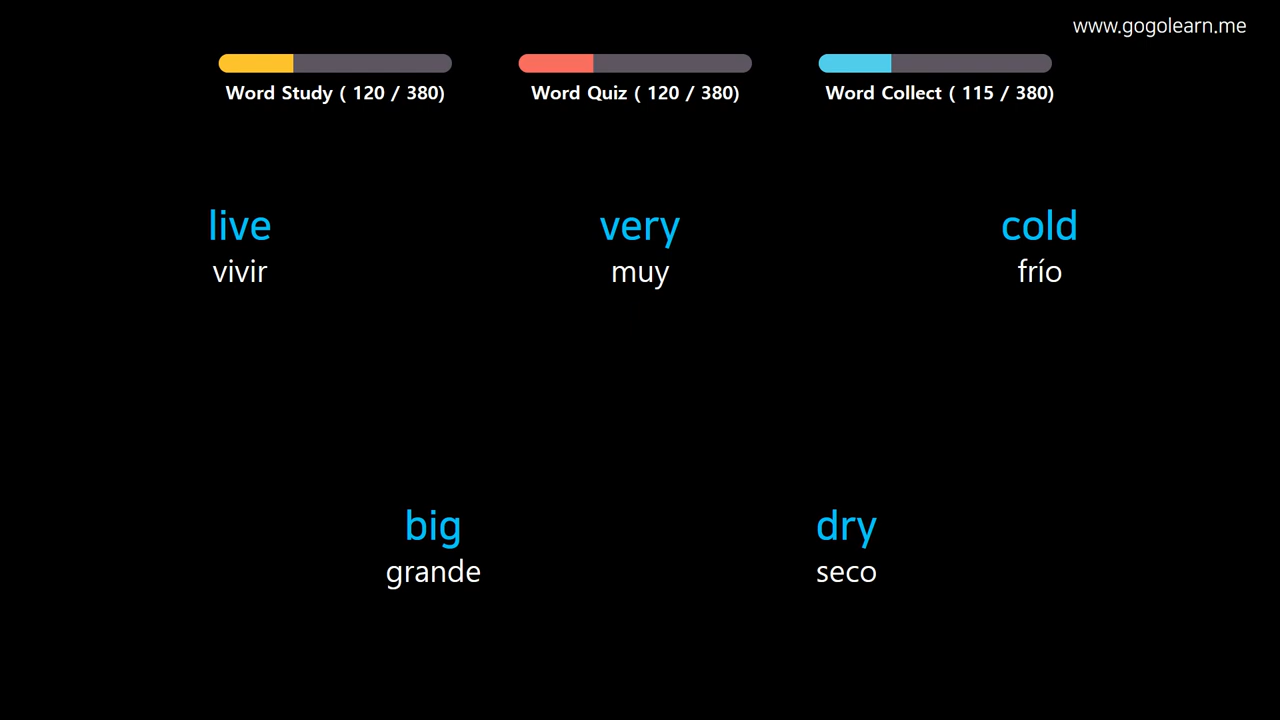 www.gogolearn.me
Word Study ( 120 / 380)
Word Quiz ( 120 / 380)
Word Collect ( 115 / 380)
live
vivir
very
muy
cold
frío
big
grande
dry
seco